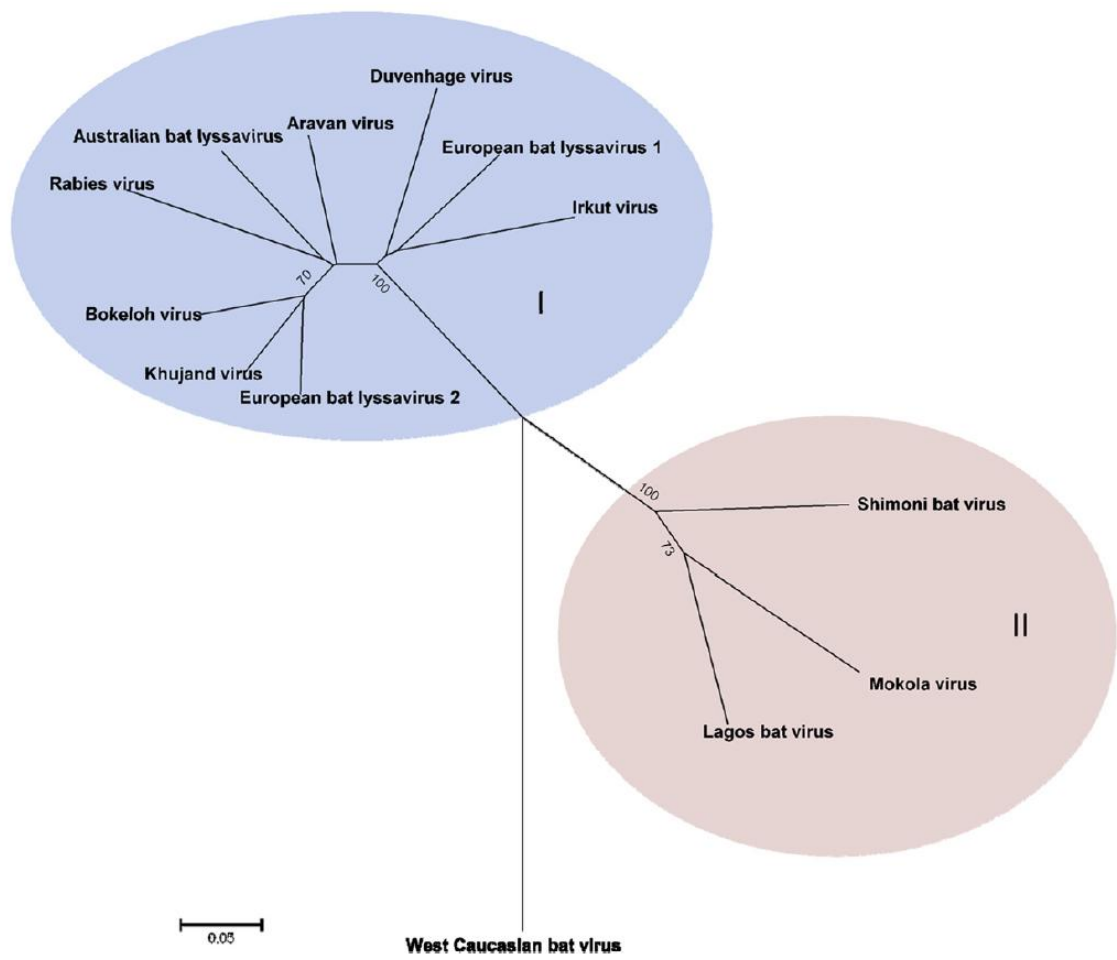 Duvenhage virus
Aravan virus
Australian bat lyssavirus
European bat lyssavirus 1
Rabies virus
Irkut virus
70
100
I
Bokeloh virus
Khujand virus
European bat lyssavirus 2
100
Shimoni bat virus
73
II
Mokola virus
Lagos bat virus
0.05
West Caucasian bat virus